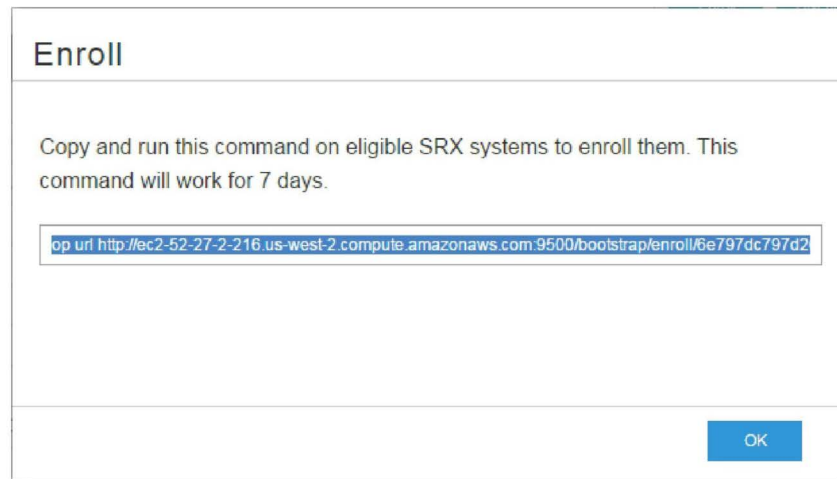 Enroll
Copy and run this command on eligible SRX systems to enroll them. This
command will work for 7 days.
op url http://ec2-52-27-2-216.us-west-2.compute.amazonaws.com:9500/bootstrap/enroll/6e797dc797d2
OK